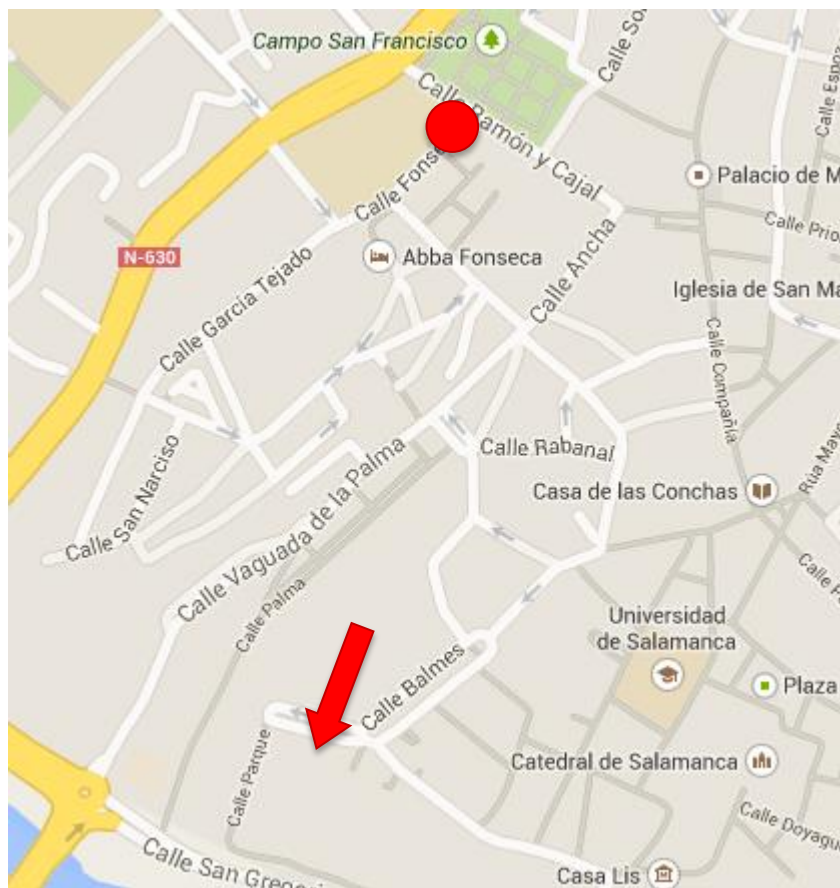 Campo San Francisco
Calle Ramón y Cajal
Calle Fonse
Palacio de M
Calle Prio
Calle Espoz
N-630
Abba Fonseca
Calle Ancha
Calle Garcia Tejado
Iglesia de San Ma
Calle Compañía
Calle Rabanal
Calle San Narciso
Calle Vaguada de la Palma
Casa de las Conchas
Rúa Mayo
Calle Palma
Universidad
de Salamanca
Calle Balmes
Plaza
Calle Parque
Catedral de Salamanca
Calle Doyague
Calle San Grego
Casa Lis